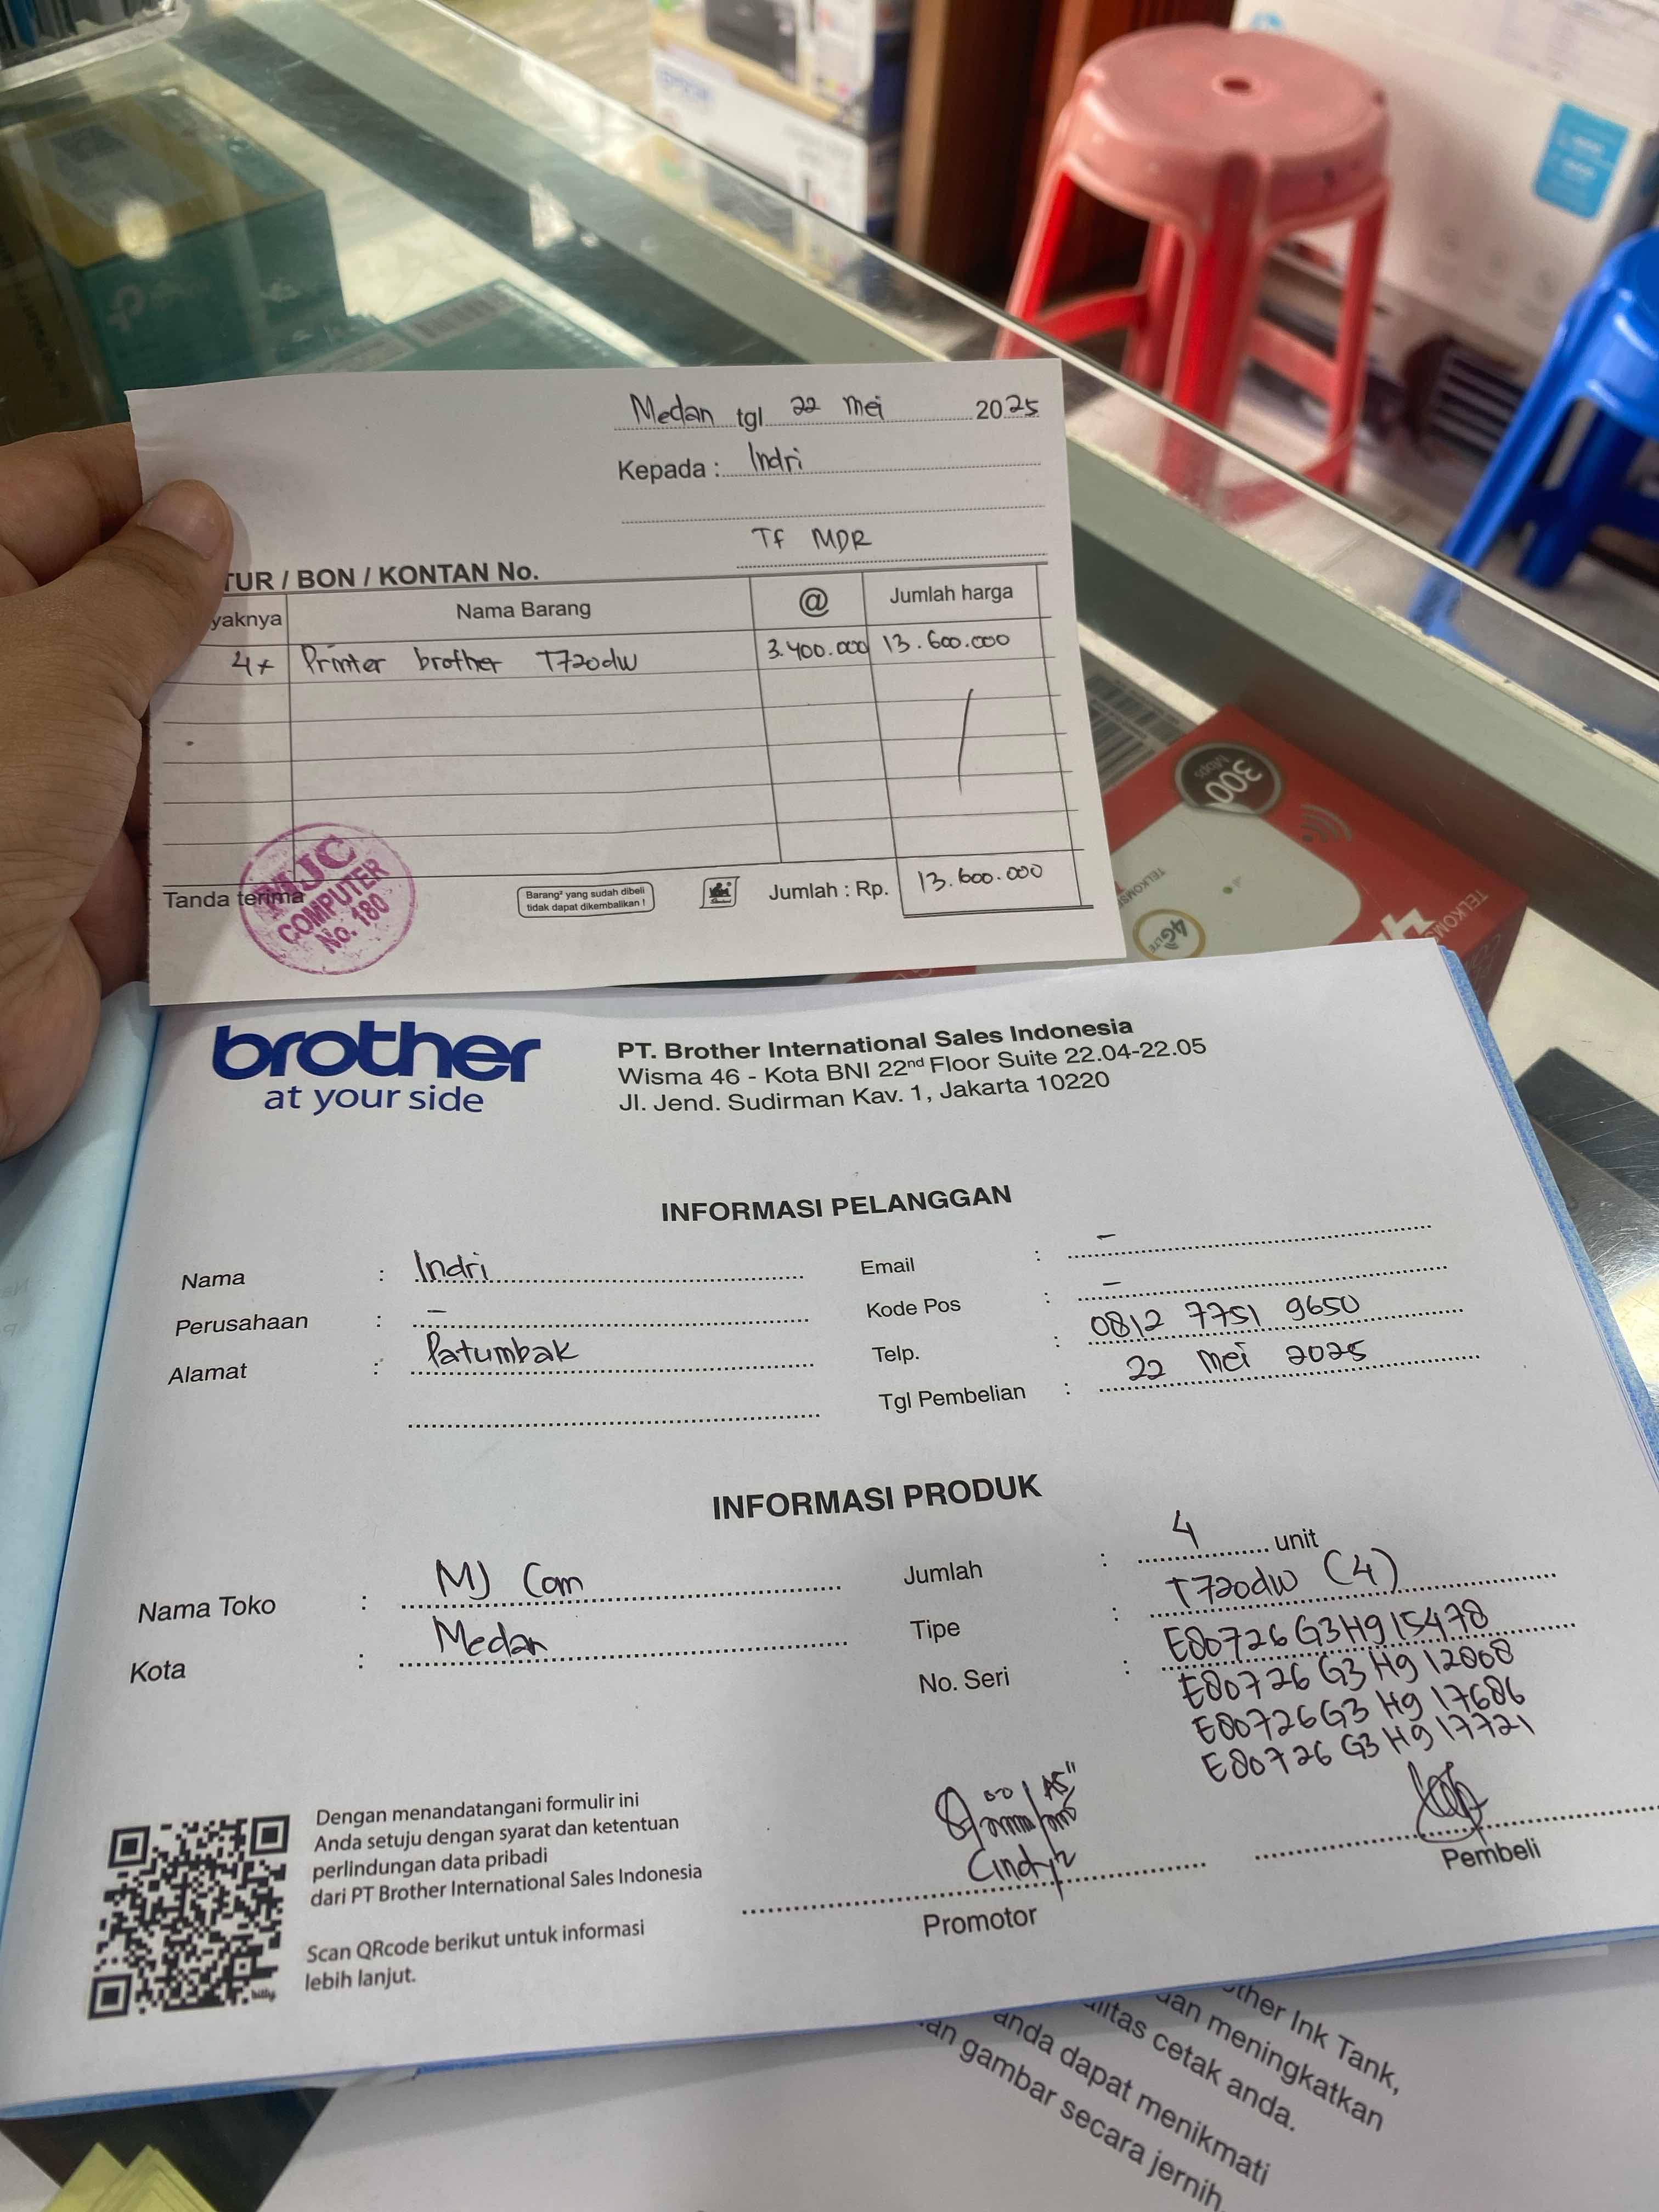 Medan tgl 22 Mei 2025
Kepada : Indri
Tf MDR
TUR / BON / KONTAN No.
yaknya Nama Barang @ Jumlah harga
4x Printer brother T720dw 3.400.000 13.600.000
Tanda terima
MJC
COMPUTER
No. 180
Barang² yang sudah dibeli
tidak dapat dikembalikan !
Jumlah : Rp. 13.600.000
300
Mbps
TELKOMSEL
4G LTE
TELKOMS
brother
at your side
PT. Brother International Sales Indonesia
Wisma 46 - Kota BNI 22nd Floor Suite 22.04-22.05
Jl. Jend. Sudirman Kav. 1, Jakarta 10220
INFORMASI PELANGGAN
Nama : Indri
Perusahaan : -
Alamat : Patumbak
Email : -
Kode Pos : -
Telp. : 0812 7751 9650
Tgl Pembelian : 22 Mei 2025
INFORMASI PRODUK
Nama Toko : MJ Com
Kota : Medan
Jumlah : 4 unit
Tipe : T720dw (4)
No. Seri : E80726G3H915478
E80726G3H912868
E80726G3H917686
E80726G3H917721
Dengan menandatangani formulir ini
Anda setuju dengan syarat dan ketentuan
perlindungan data pribadi
dari PT Brother International Sales Indonesia
Scan QRcode berikut untuk informasi
lebih lanjut.
Cindy
Promotor
Pembeli
other Ink Tank,
dan meningkatkan
alitas cetak anda.
anda dapat menikmati
an gambar secara jernih